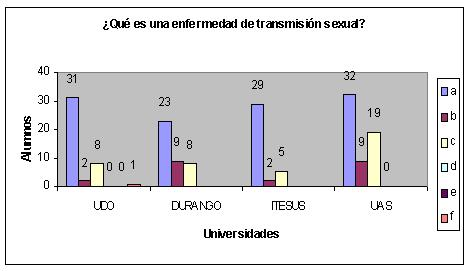 ¿Qué es una enfermedad de transmisión sexual?
40
30
20
10
0
Alumnos
31
2
8
0
0
1
23
9
8
29
2
5
32
9
19
0
UDO
DURANGO
ITESUS
UAS
Universidades
a
b
c
d
e
f